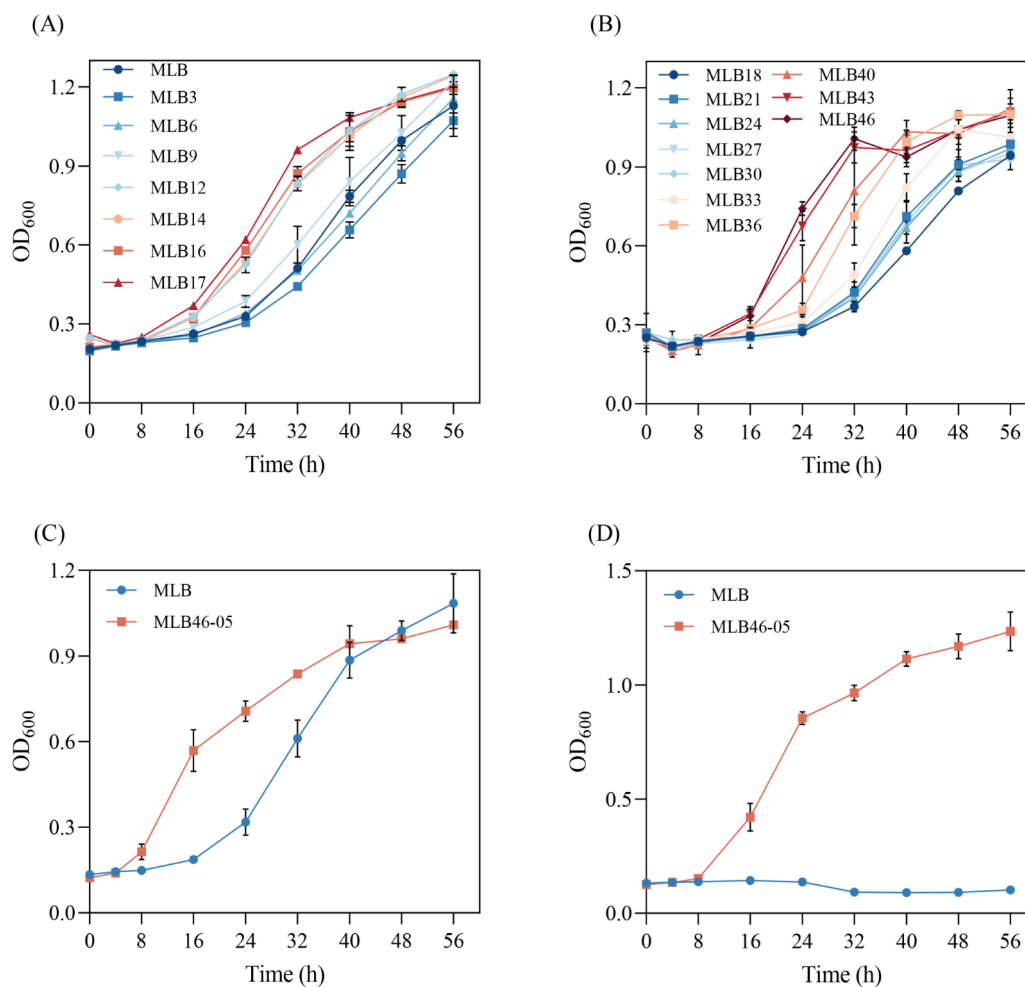 (A)
OD600
1.2
0.9
0.6
0.3
0.0
MLB
MLB3
MLB6
MLB9
MLB12
MLB14
MLB16
MLB17
0 8 16 24 32 40 48 56
Time (h)
(B)
OD600
1.2
0.9
0.6
0.3
0.0
MLB18
MLB21
MLB24
MLB27
MLB30
MLB33
MLB36
MLB40
MLB43
MLB46
0 8 16 24 32 40 48 56
Time (h)
(C)
OD600
1.2
0.9
0.6
0.3
0.0
MLB
MLB46-05
0 8 16 24 32 40 48 56
Time (h)
(D)
OD600
1.5
1.0
0.5
0.0
MLB
MLB46-05
0 8 16 24 32 40 48 56
Time (h)